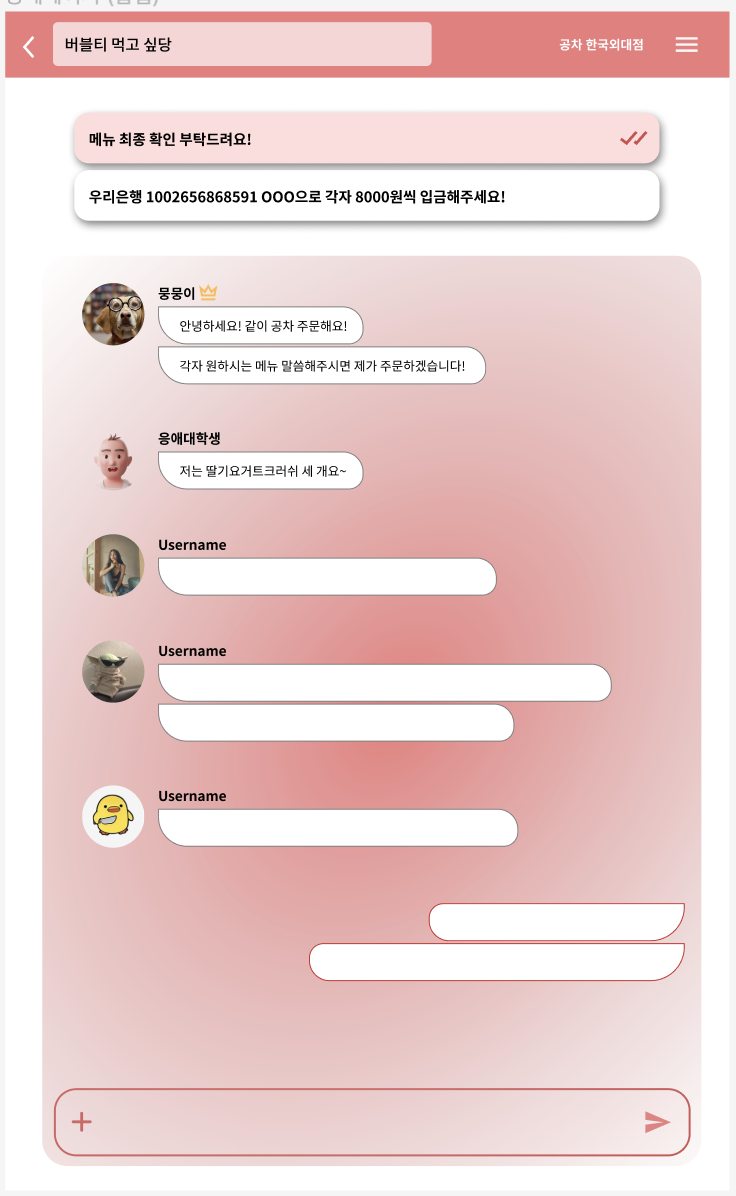 버블티 먹고 싶당
공차 한국외대점
메뉴 최종 확인 부탁드려요!
우리은행 1002656868591 OOO으로 각자 8000원씩 입금해주세요!
뭉뭉이
안녕하세요! 같이 공차 주문해요!
각자 원하시는 메뉴 말씀해주시면 제가 주문하겠습니다!
응애대학생
저는 딸기요거트크러쉬 세 개요~
Username
Username
Username